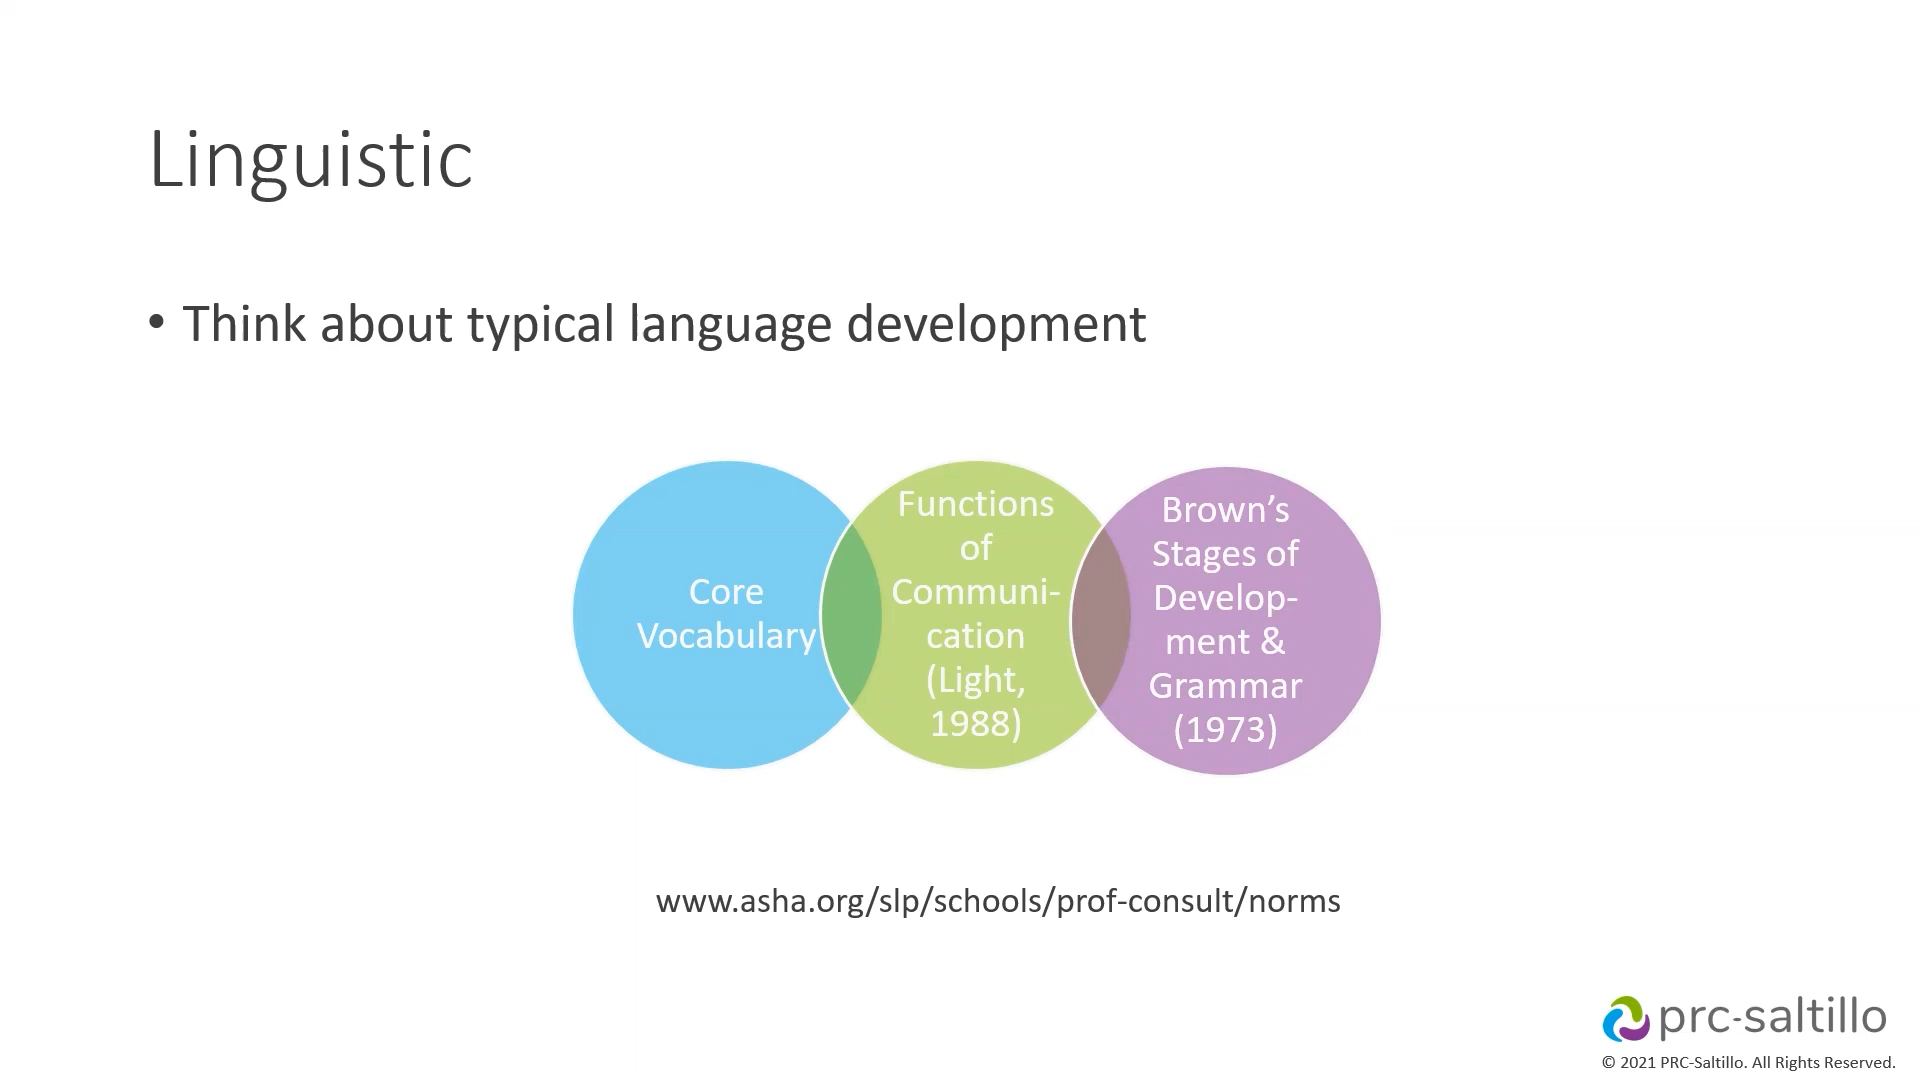 Linguistic
• Think about typical language development
Core
Vocabulary
Functions
of
Communi-
cation
(Light,
1988)
Brown’s
Stages of
Develop-
ment &
Grammar
(1973)
www.asha.org/slp/schools/prof-consult/norms
prc-saltillo
© 2021 PRC-Saltillo. All Rights Reserved.